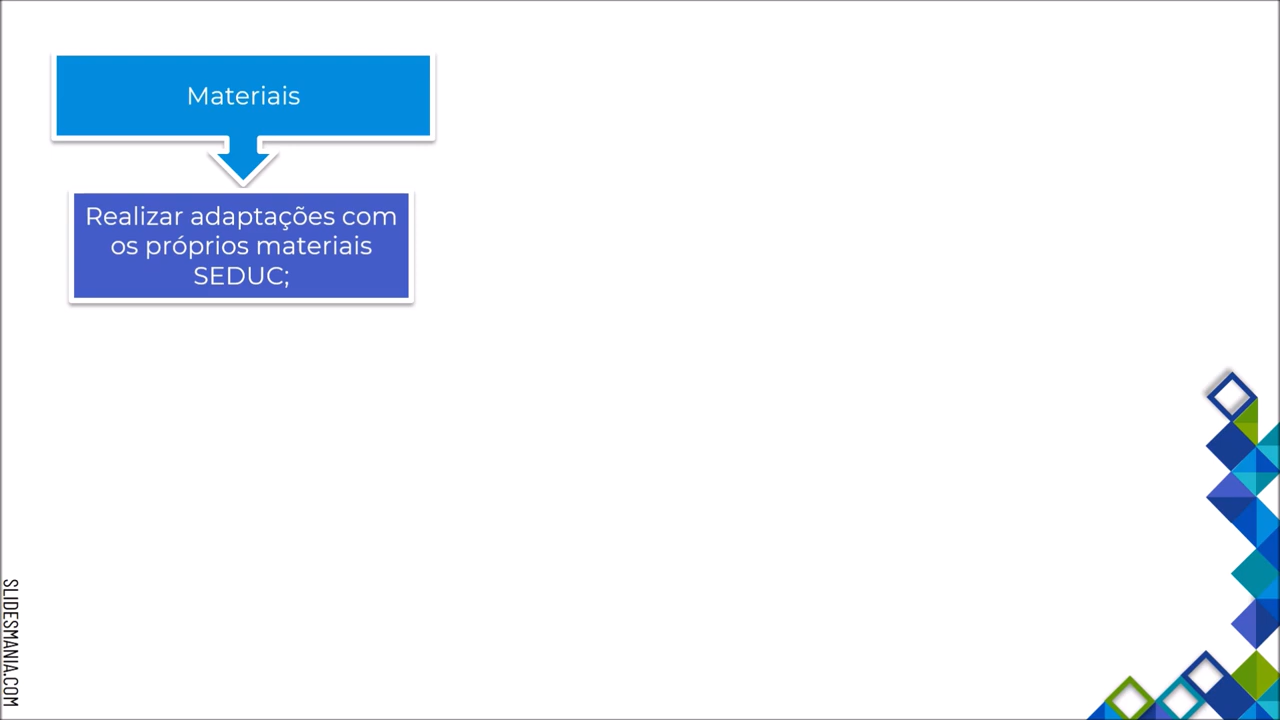 Materiais
Realizar adaptações com
os próprios materiais
SEDUC;
SLIDESMANIA.COM